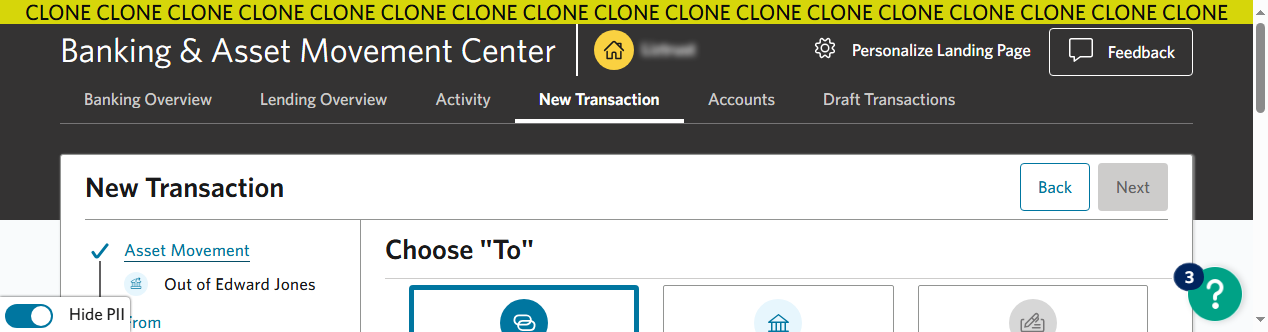 CLONE CLONE CLONE CLONE CLONE CLONE CLONE CLONE CLONE CLONE CLONE CLONE CLONE CLONE CLONE CLONE CLONE
Banking & Asset Movement Center
Personalize Landing Page
Feedback
Banking Overview
Lending Overview
Activity
New Transaction
Accounts
Draft Transactions
New Transaction
Back
Next
Asset Movement
Choose "To"
Out of Edward Jones
3
?
Hide PII
rom